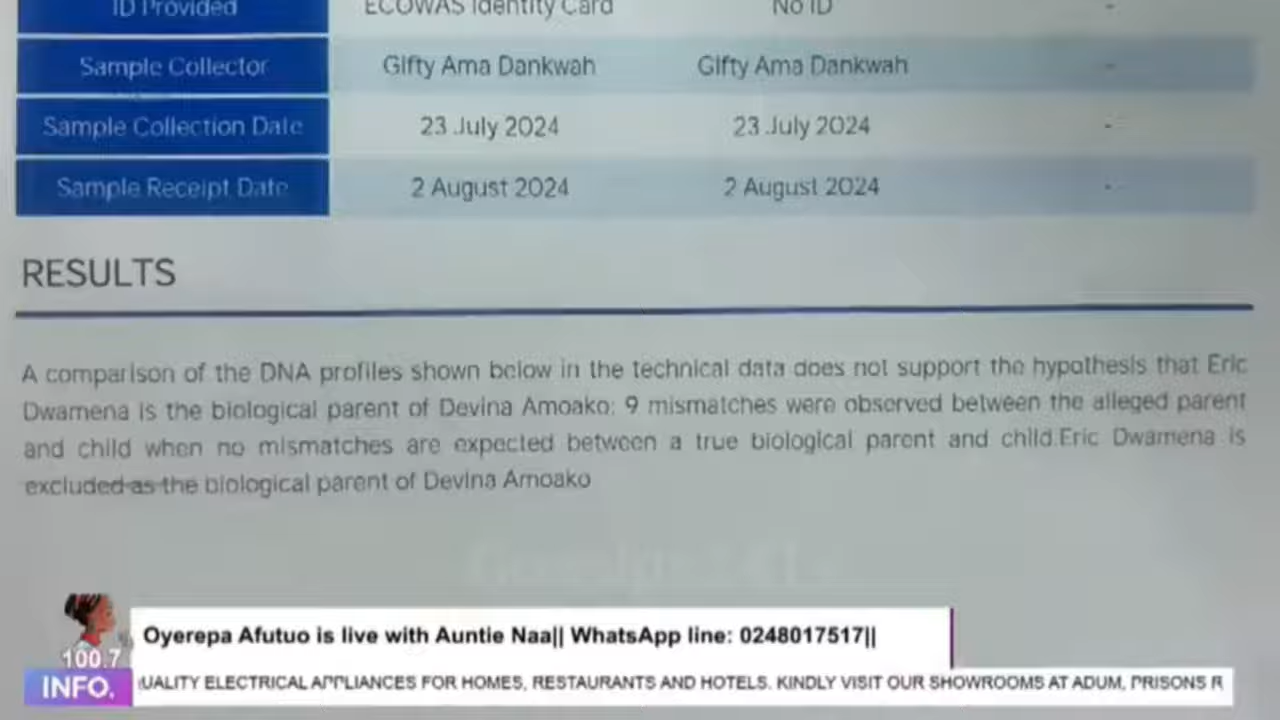 ID Provided ECOWAS Identity Card No ID -
Sample Collector Gifty Ama Dankwah Gifty Ama Dankwah -
Sample Collection Date 23 July 2024 23 July 2024 -
Sample Receipt Date 2 August 2024 2 August 2024 -
RESULTS
A comparison of the DNA profiles shown below in the technical data does not support the hypothesis that Eric
Dwamena is the biological parent of Devina Amoako; 9 mismatches were observed between the alleged parent
and child when no mismatches are expected between a true biological parent and child.Eric Dwamena is
excluded as the biological parent of Devina Amoako
Oyerepa Afutuo is live with Auntie Naa|| WhatsApp line: 0248017517||
100.7
INFO. QUALITY ELECTRICAL APPLIANCES FOR HOMES, RESTAURANTS AND HOTELS. KINDLY VISIT OUR SHOWROOMS AT ADUM, PRISONS R